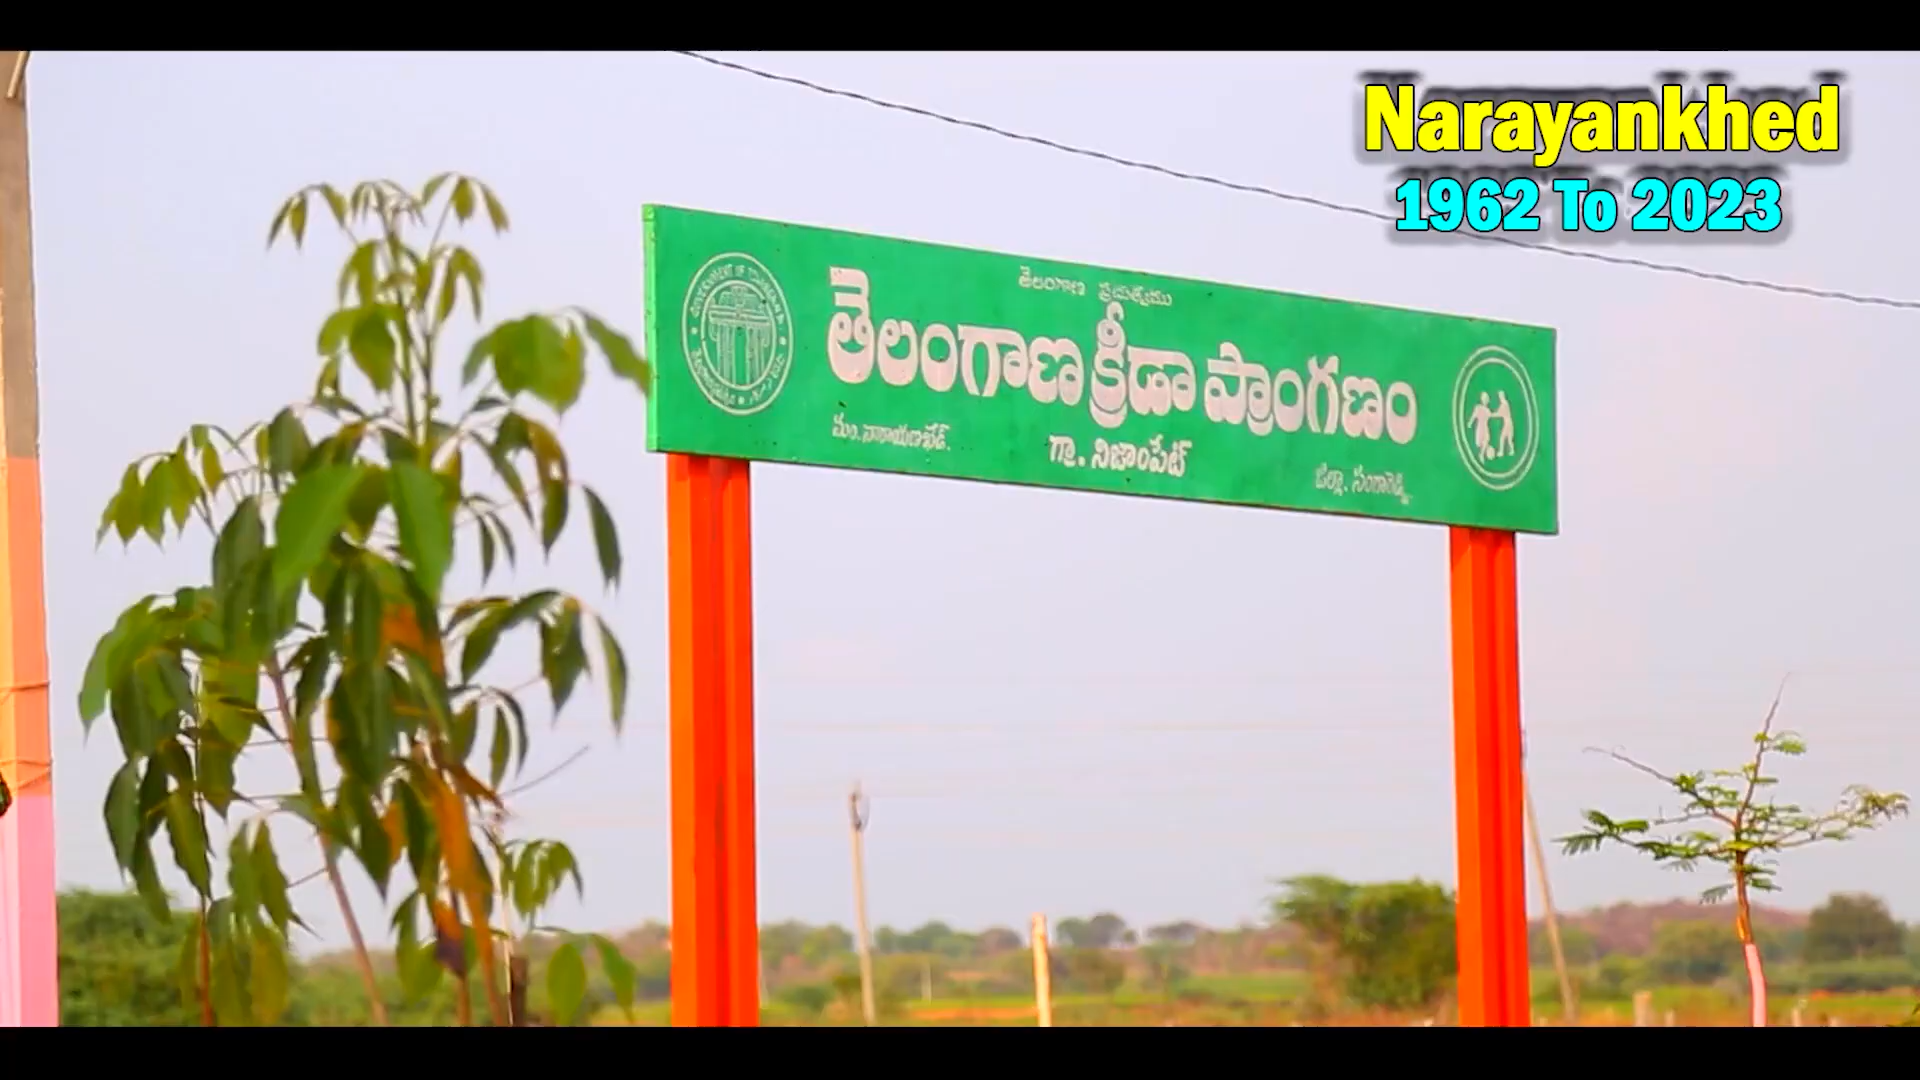 Narayankhed
1962 To 2023
తెలంగాణ ప్రభుత్వము
తెలంగాణ క్రీడా ప్రాంగణం
మం. నారాయణఖేడ్.
గ్రా. నిజాంపేట్
జిల్లా. సంగారెడ్డి.